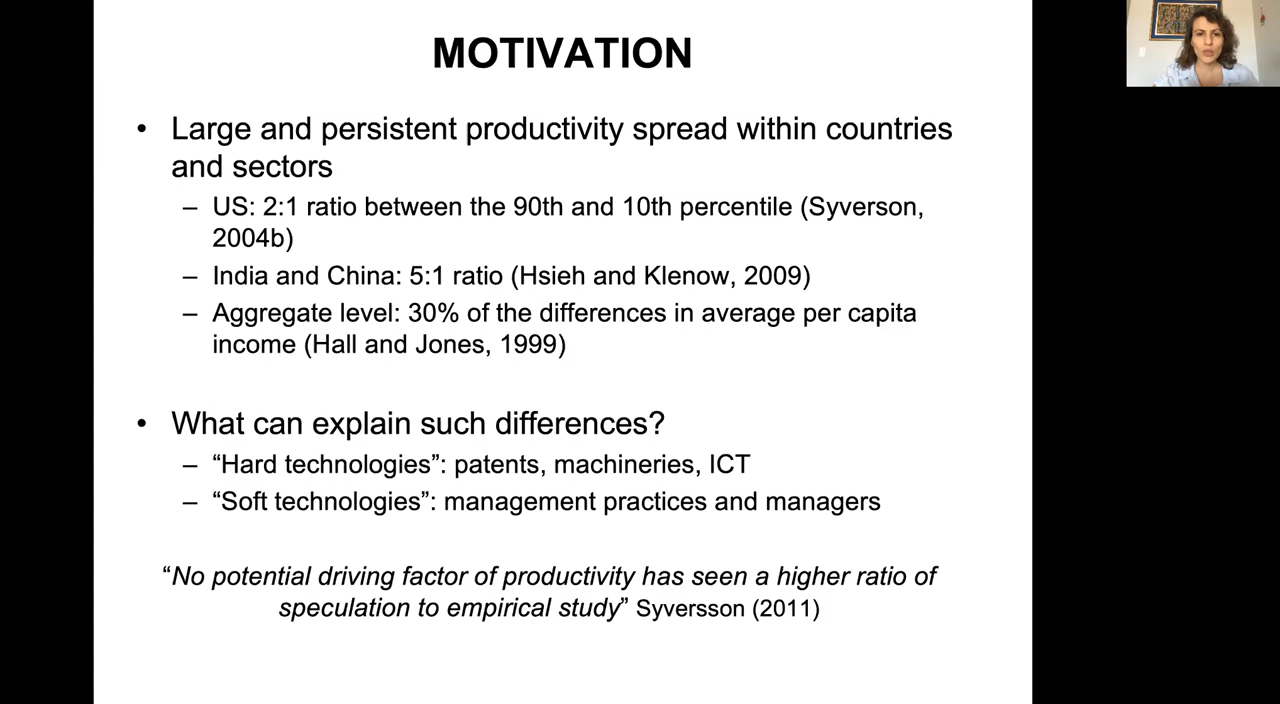 MOTIVATION
• Large and persistent productivity spread within countries
and sectors
– US: 2:1 ratio between the 90th and 10th percentile (Syverson,
2004b)
– India and China: 5:1 ratio (Hsieh and Klenow, 2009)
– Aggregate level: 30% of the differences in average per capita
income (Hall and Jones, 1999)
• What can explain such differences?
– “Hard technologies”: patents, machineries, ICT
– “Soft technologies”: management practices and managers
“No potential driving factor of productivity has seen a higher ratio of
speculation to empirical study” Syversson (2011)